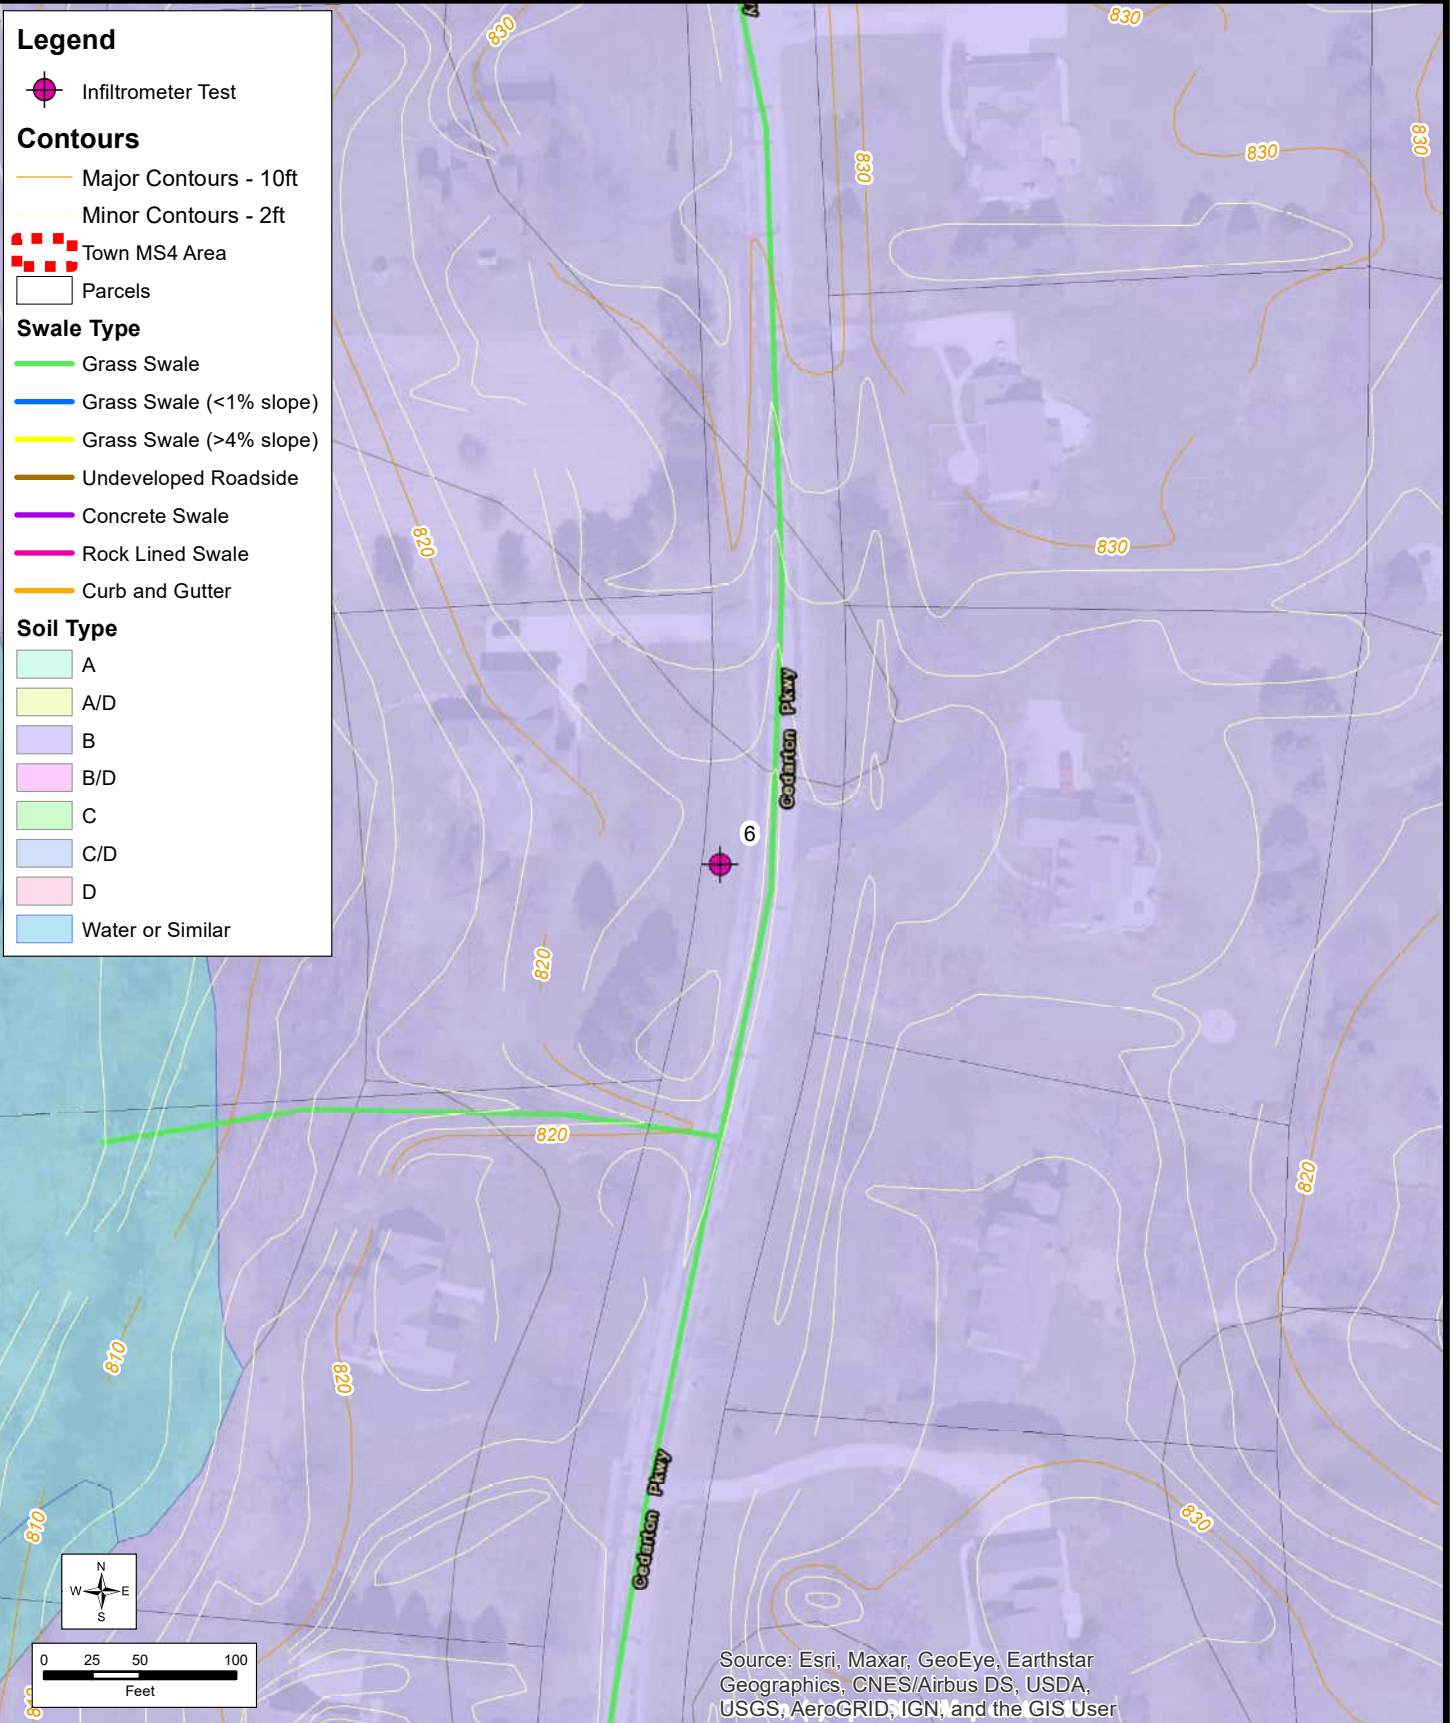 Legend
Infiltrometer Test
Contours
Major Contours - 10ft
Minor Contours - 2ft
Town MS4 Area
Parcels
Swale Type
Grass Swale
Grass Swale (<1% slope)
Grass Swale (>4% slope)
Undeveloped Roadside
Concrete Swale
Rock Lined Swale
Curb and Gutter
Soil Type
A
A/D
B
B/D
C
C/D
D
Water or Similar
830
830
830
830
830
820
830
Cedarton Pkwy
6
820
820
820
810
820
Cedarton Pkwy
830
810
N
W E
S
0 25 50 100
Feet
Source: Esri, Maxar, GeoEye, Earthstar
Geographics, CNES/Airbus DS, USDA,
USGS, AeroGRID, IGN, and the GIS User